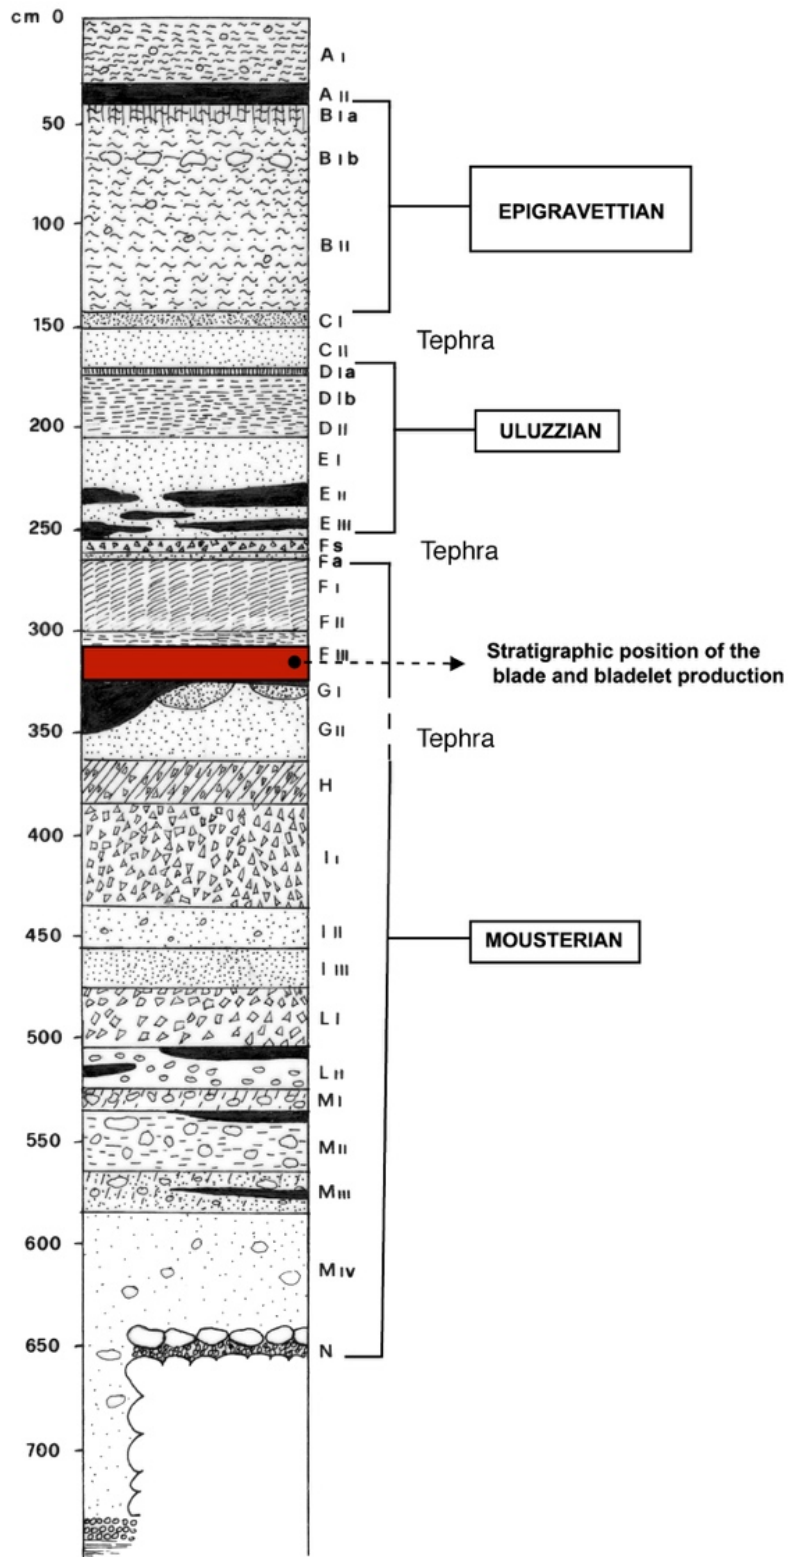 cm 0
A I
A II
B I a
50
B I b
EPIGRAVETTIAN
100
B II
C I
150
Tephra
C II
D I a
D I b
200
D II
ULUZZIAN
E I
E II
E III
250
Fs
Tephra
Fa
F I
F II
300
F III
Stratigraphic position of the
blade and bladelet production
G I
350
G II
Tephra
H
400
I I
I II
450
MOUSTERIAN
I III
L I
500
L II
M I
550
M II
M III
600
M IV
650
N
700